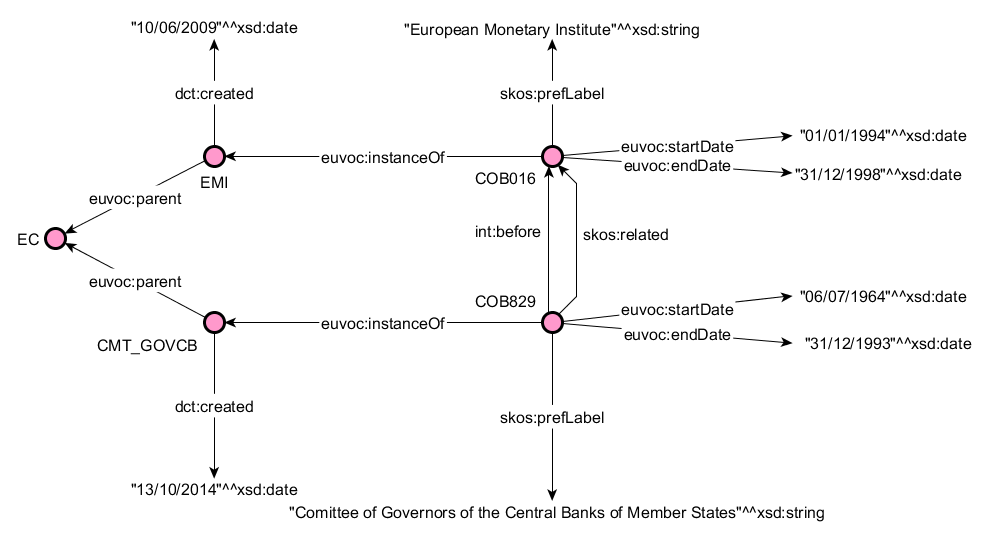 "10/06/2009"^^xsd:date
"European Monetary Institute"^^xsd:string
dct:created
skos:prefLabel
"01/01/1994"^^xsd:date
euvoc:startDate
euvoc:instanceOf
euvoc:endDate
"31/12/1998"^^xsd:date
EMI
COB016
euvoc:parent
int:before
skos:related
EC
euvoc:parent
COB829
"06/07/1964"^^xsd:date
euvoc:startDate
euvoc:instanceOf
euvoc:endDate
"31/12/1993"^^xsd:date
CMT_GOVCB
dct:created
skos:prefLabel
"13/10/2014"^^xsd:date
"Comittee of Governors of the Central Banks of Member States"^^xsd:string